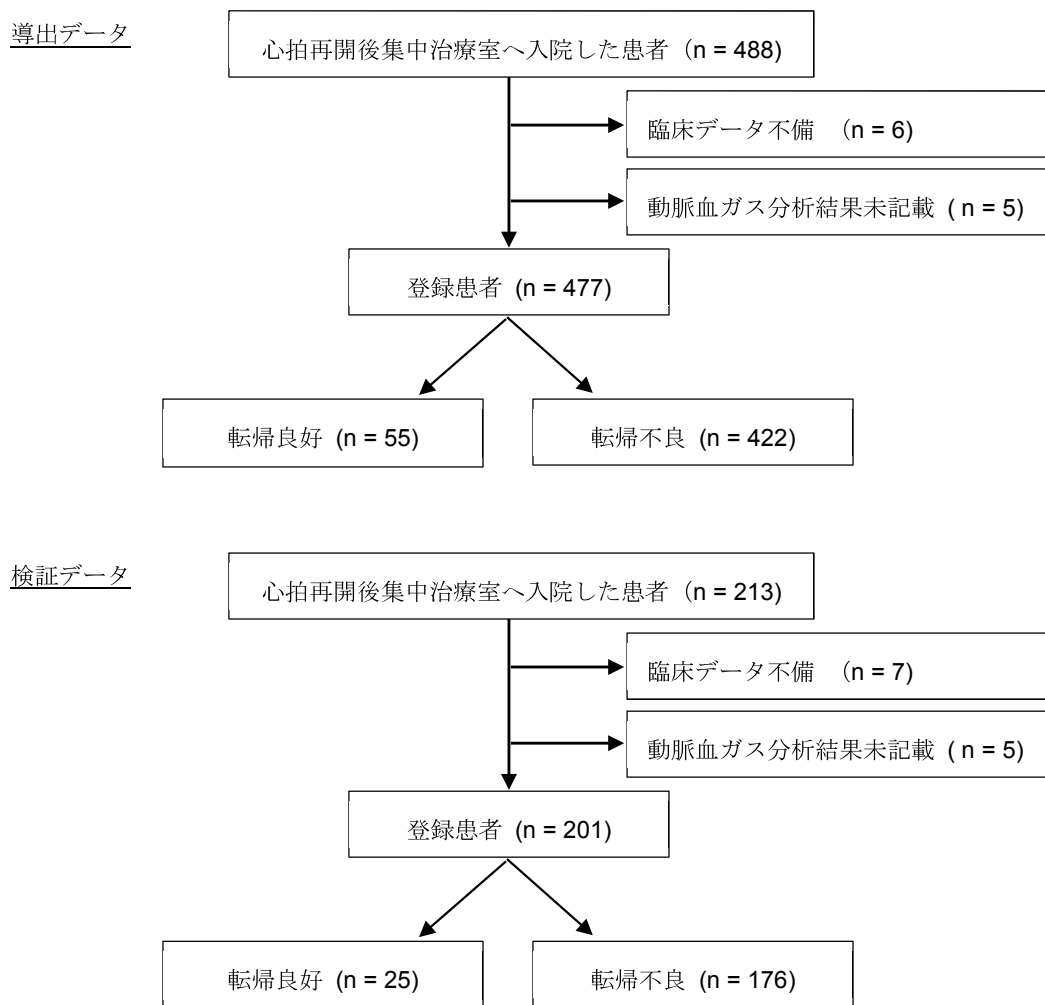 導出データ
心拍再開後集中治療室へ入院した患者（n = 488)
臨床データ不備 （n = 6)
動脈血ガス分析結果未記載 ( n = 5)
登録患者 (n = 477)
転帰良好 (n = 55)
転帰不良 (n = 422)
検証データ
心拍再開後集中治療室へ入院した患者（n = 213)
臨床データ不備 （n = 7)
動脈血ガス分析結果未記載 ( n = 5)
登録患者 (n = 201)
転帰良好 (n = 25)
転帰不良 (n = 176)